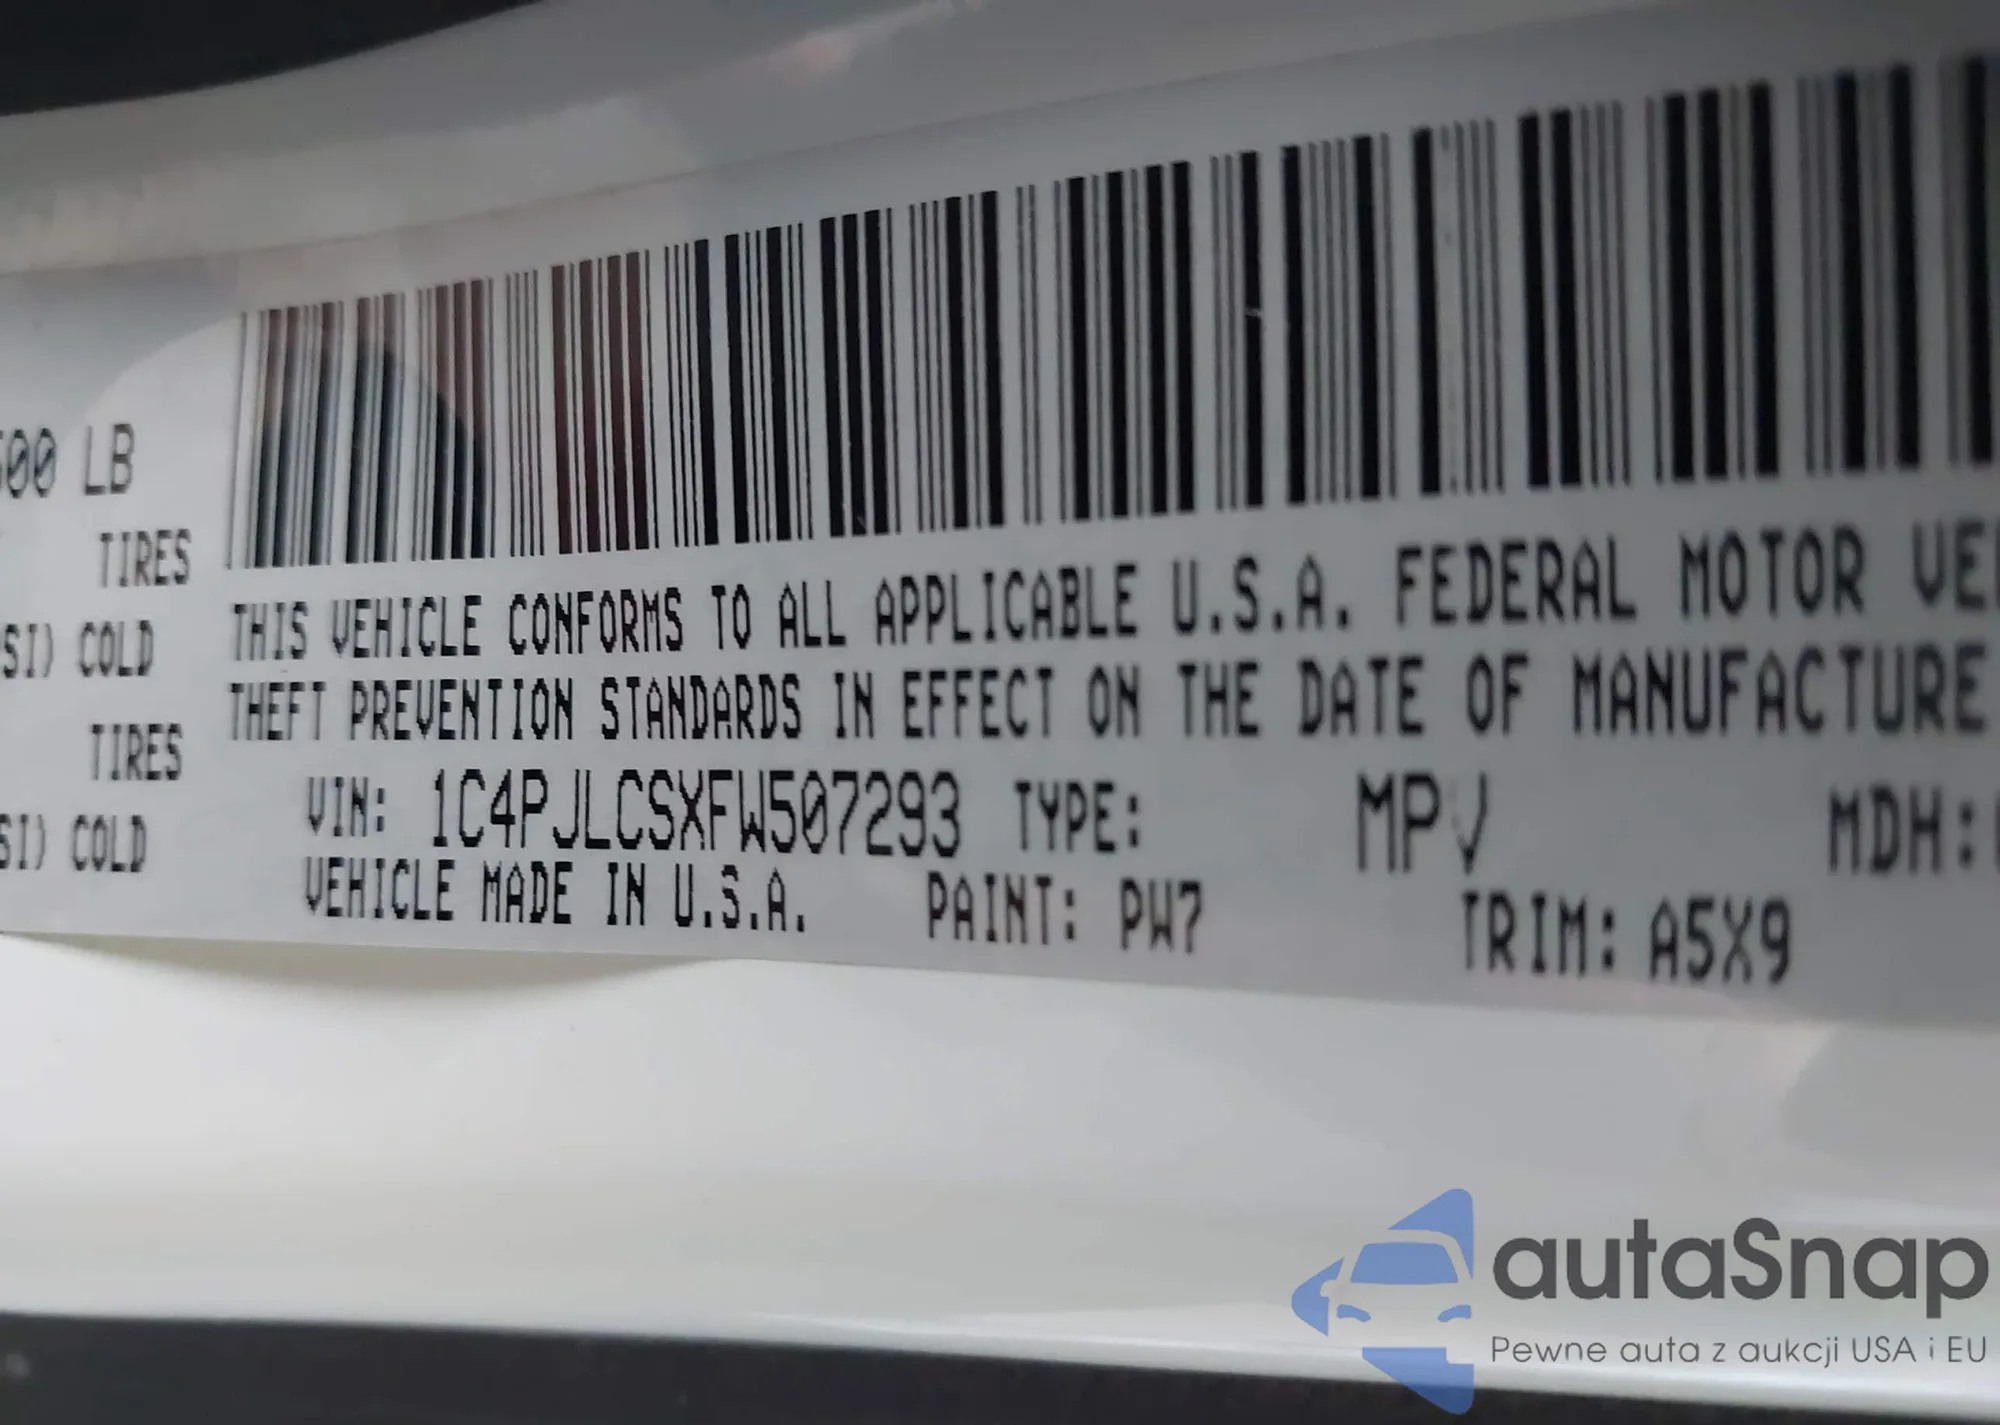 500 LB
TIRES
SI) COLD
TIRES
SI) COLD
THIS VEHICLE CONFORMS TO ALL APPLICABLE U.S.A. FEDERAL MOTOR VE
THEFT PREVENTION STANDARDS IN EFFECT ON THE DATE OF MANUFACTURE
VIN: 1C4PJLCSXFW507293 TYPE: MPV MDH:
VEHICLE MADE IN U.S.A. PAINT: PW7 TRIM: A5X9
autaSnap
Pewne auta z aukcji USA i EU